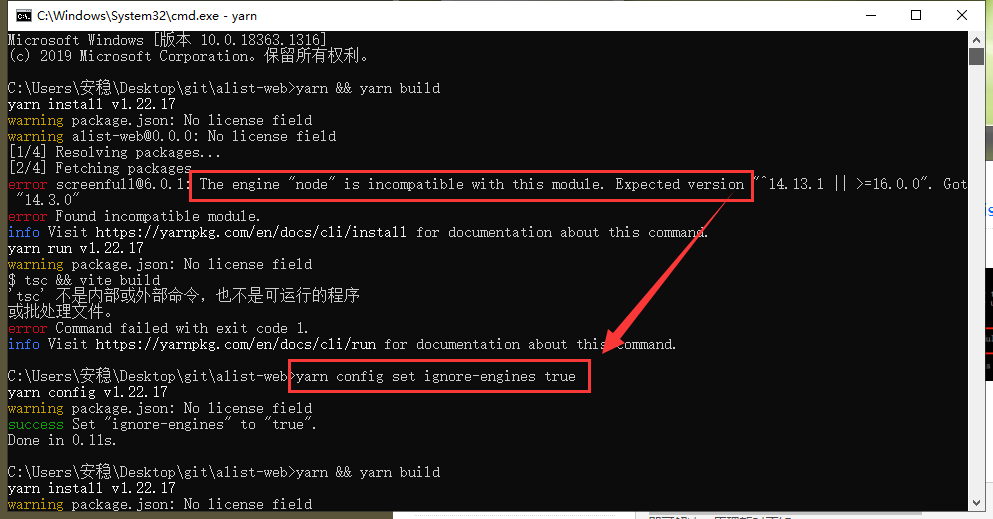 C:\Windows\System32\cmd.exe - yarn
Microsoft Windows [版本 10.0.18363.1316]
(c) 2019 Microsoft Corporation。保留所有权利。
C:\Users\安稳\Desktop\git\alist-web>yarn && yarn build
yarn install v1.22.17
warning package.json: No license field
warning alist-web@0.0.0: No license field
[1/4] Resolving packages...
[2/4] Fetching packages
error screenfull@6.0.1: The engine "node" is incompatible with this module. Expected version "^14.13.1 || >=16.0.0". Got
"14.3.0"
error Found incompatible module.
info Visit https://yarnpkg.com/en/docs/cli/install for documentation about this command.
yarn run v1.22.17
warning package.json: No license field
$ tsc && vite build
'tsc' 不是内部或外部命令，也不是可运行的程序
或批处理文件。
error Command failed with exit code 1.
info Visit https://yarnpkg.com/en/docs/cli/run for documentation about this command.
C:\Users\安稳\Desktop\git\alist-web>yarn config set ignore-engines true
yarn config v1.22.17
warning package.json: No license field
success Set "ignore-engines" to "true".
Done in 0.11s.
C:\Users\安稳\Desktop\git\alist-web>yarn && yarn build
yarn install v1.22.17
warning package.json: No license field